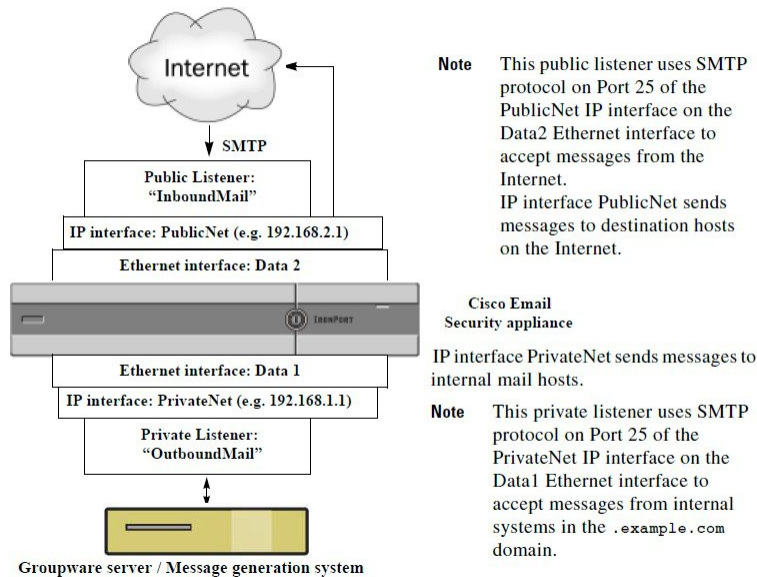 Internet
SMTP
Public Listener:
“InboundMail”
IP interface: PublicNet (e.g. 192.168.2.1)
Ethernet interface: Data 2
IRONPORT
Ethernet interface: Data 1
IP interface: PrivateNet (e.g. 192.168.1.1)
Private Listener:
“OutboundMail”
Groupware server / Message generation system
Note This public listener uses SMTP
protocol on Port 25 of the
PublicNet IP interface on the
Data2 Ethernet interface to
accept messages from the
Internet.
IP interface PublicNet sends
messages to destination hosts
on the Internet.
Cisco Email
Security appliance
IP interface PrivateNet sends messages to
internal mail hosts.
Note This private listener uses SMTP
protocol on Port 25 of the
PrivateNet IP interface on the
Data1 Ethernet interface to
accept messages from internal
systems in the .example.com
domain.